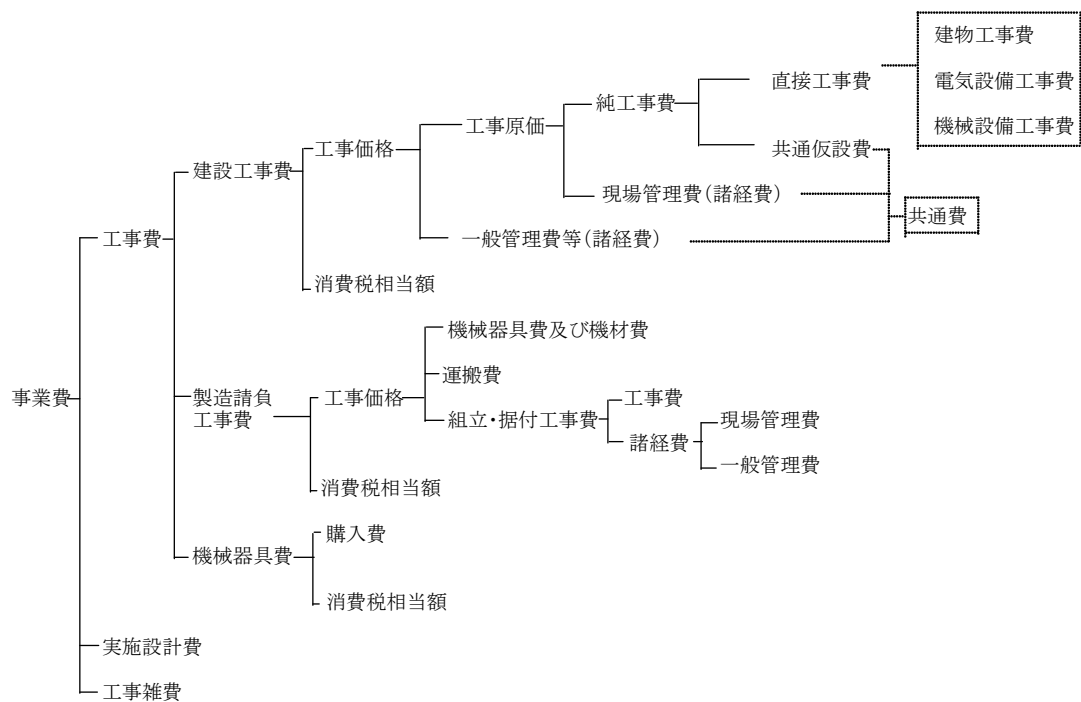 建物工事費
直接工事費
電気設備工事費
純工事費
機械設備工事費
工事原価
工事価格
共通仮設費
建設工事費
現場管理費(諸経費)
共通費
工事費
一般管理費等(諸経費)
消費税相当額
機械器具費及び機材費
運搬費
事業費
製造請負
工事費
工事価格
工事費
組立・据付工事費
現場管理費
諸経費
一般管理費
消費税相当額
購入費
機械器具費
消費税相当額
実施設計費
工事雑費